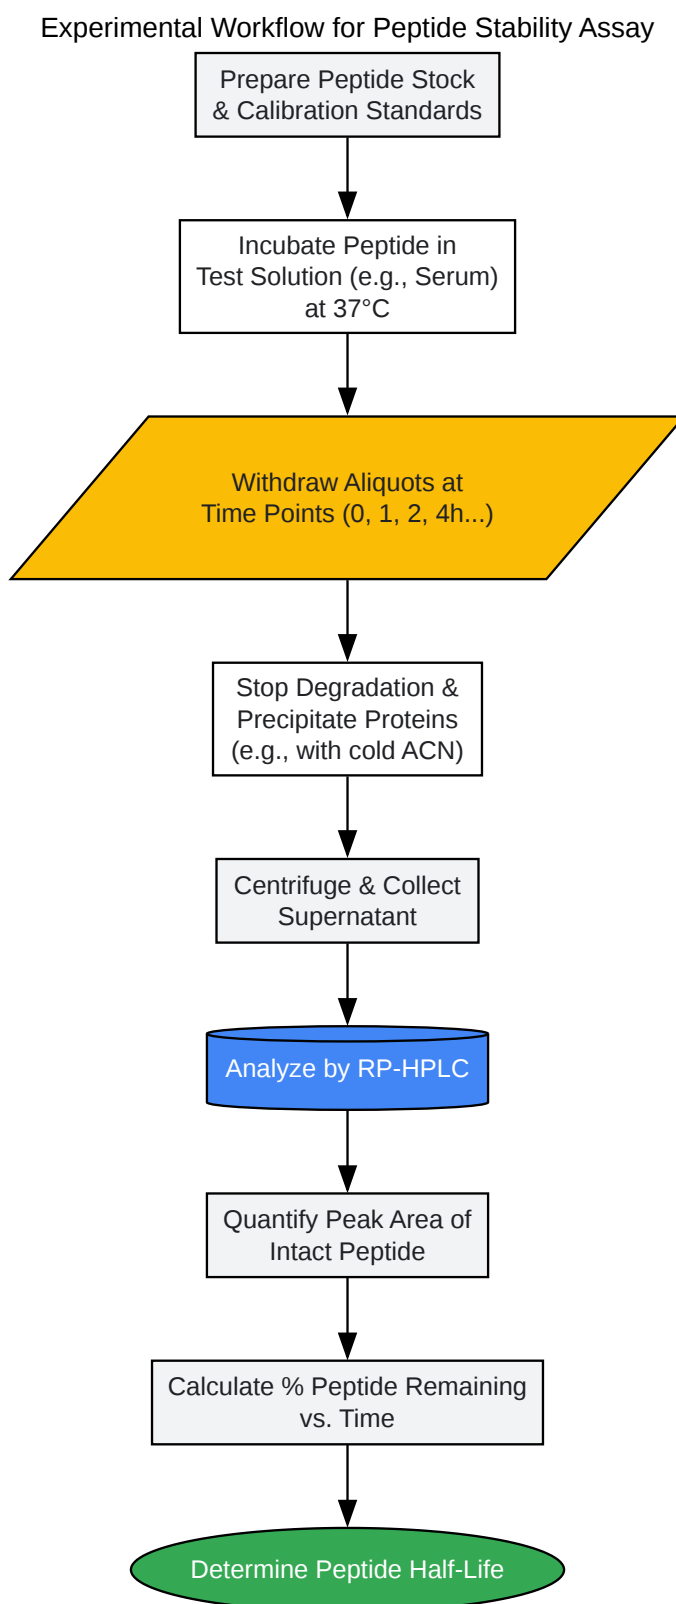 Experimental Workflow for Peptide Stability Assay
Prepare Peptide Stock
& Calibration Standards
Incubate Peptide in
Test Solution (e.g., Serum)
at 37°C
Withdraw Aliquots at
Time Points (0, 1, 2, 4h...)
Stop Degradation &
Precipitate Proteins
(e.g., with cold ACN)
Centrifuge & Collect
Supernatant
Analyze by RP-HPLC
Quantify Peak Area of
Intact Peptide
Calculate % Peptide Remaining
vs. Time
Determine Peptide Half-Life